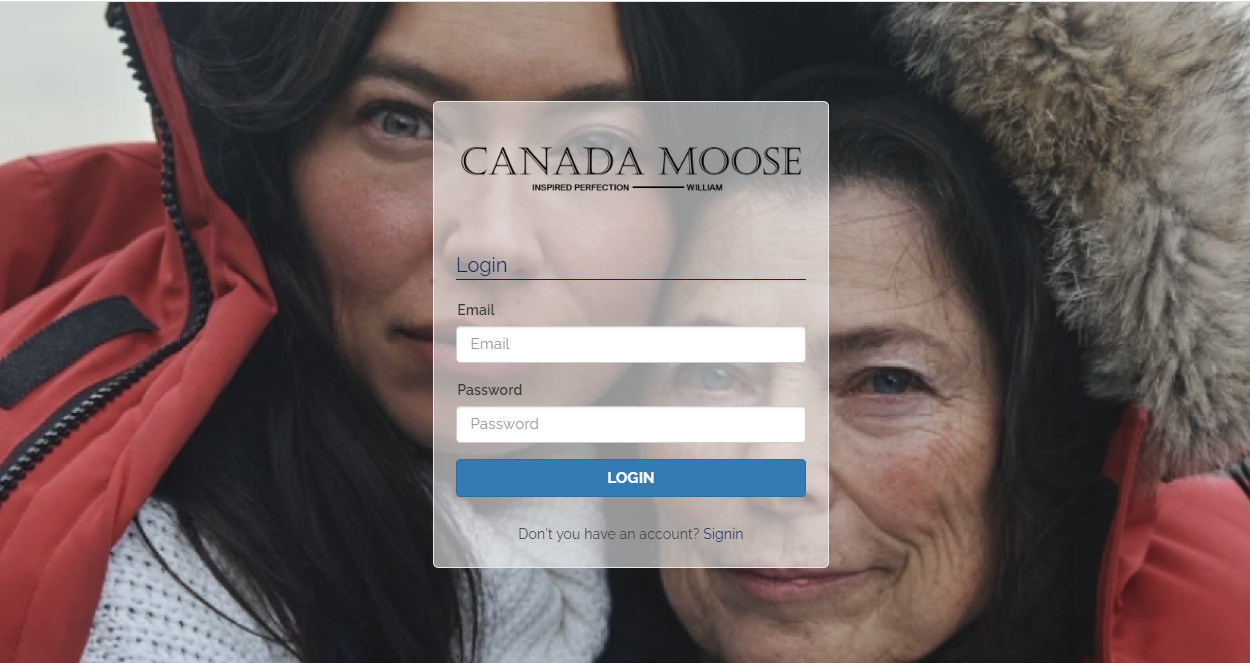 CANADA MOOSE
INSPIRED PERFECTION WILLIAM
Login
Email
Email
Password
Password
LOGIN
Don't you have an account? Signin